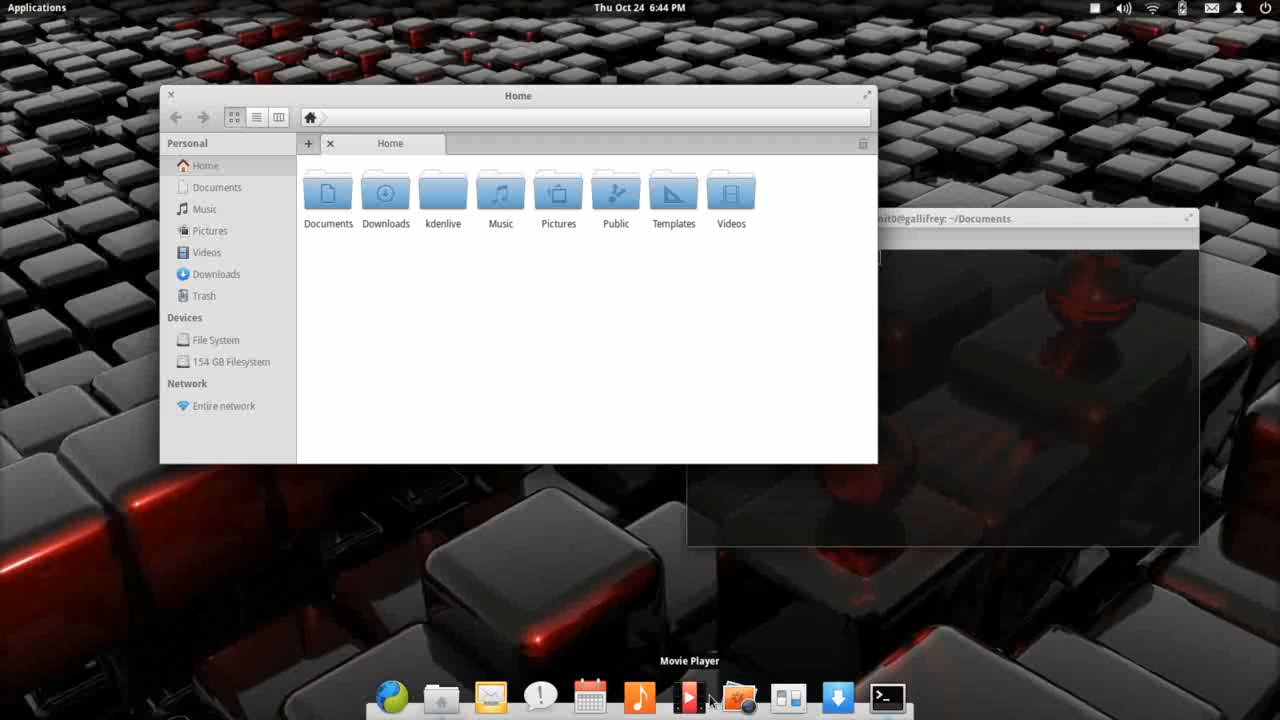 Applications
Thu Oct 24 6:44 PM
Home
Personal
Home
Documents
Music
Pictures
Videos
Downloads
Trash
Devices
File System
154 GB Filesystem
Network
Entire network
Home
Documents
Downloads
kdenlive
Music
Pictures
Public
Templates
Videos
nit0@gallifrey: ~/Documents
Movie Player